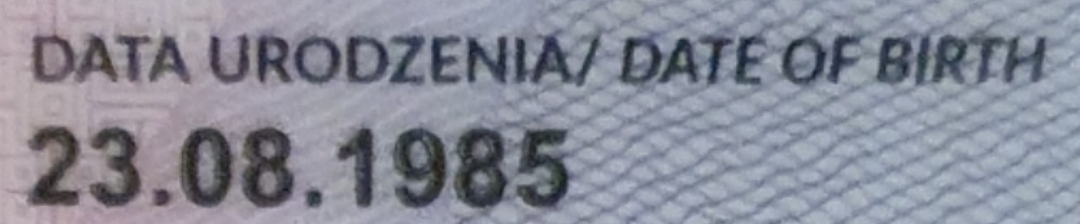 DATA URODZENIA/ DATE OF BIRTH
23.08.1985